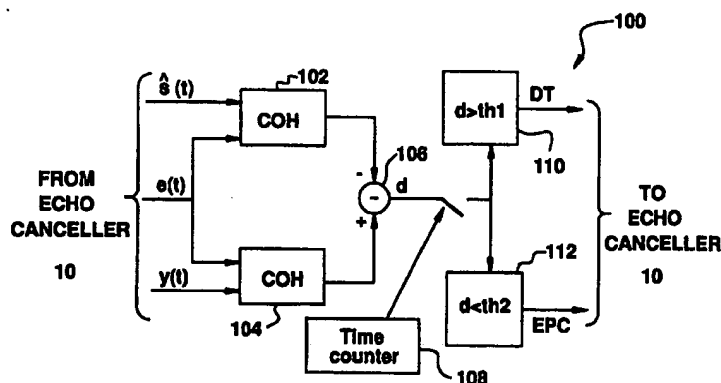 100
102
ŝ(t)
COH
FROM
ECHO
CANCELLER
10
e(t)
y(t)
COH
104
-
106
-
+
d
Time
counter
108
d>th1
DT
110
112
d<th2
EPC
TO
ECHO
CANCELLER
10